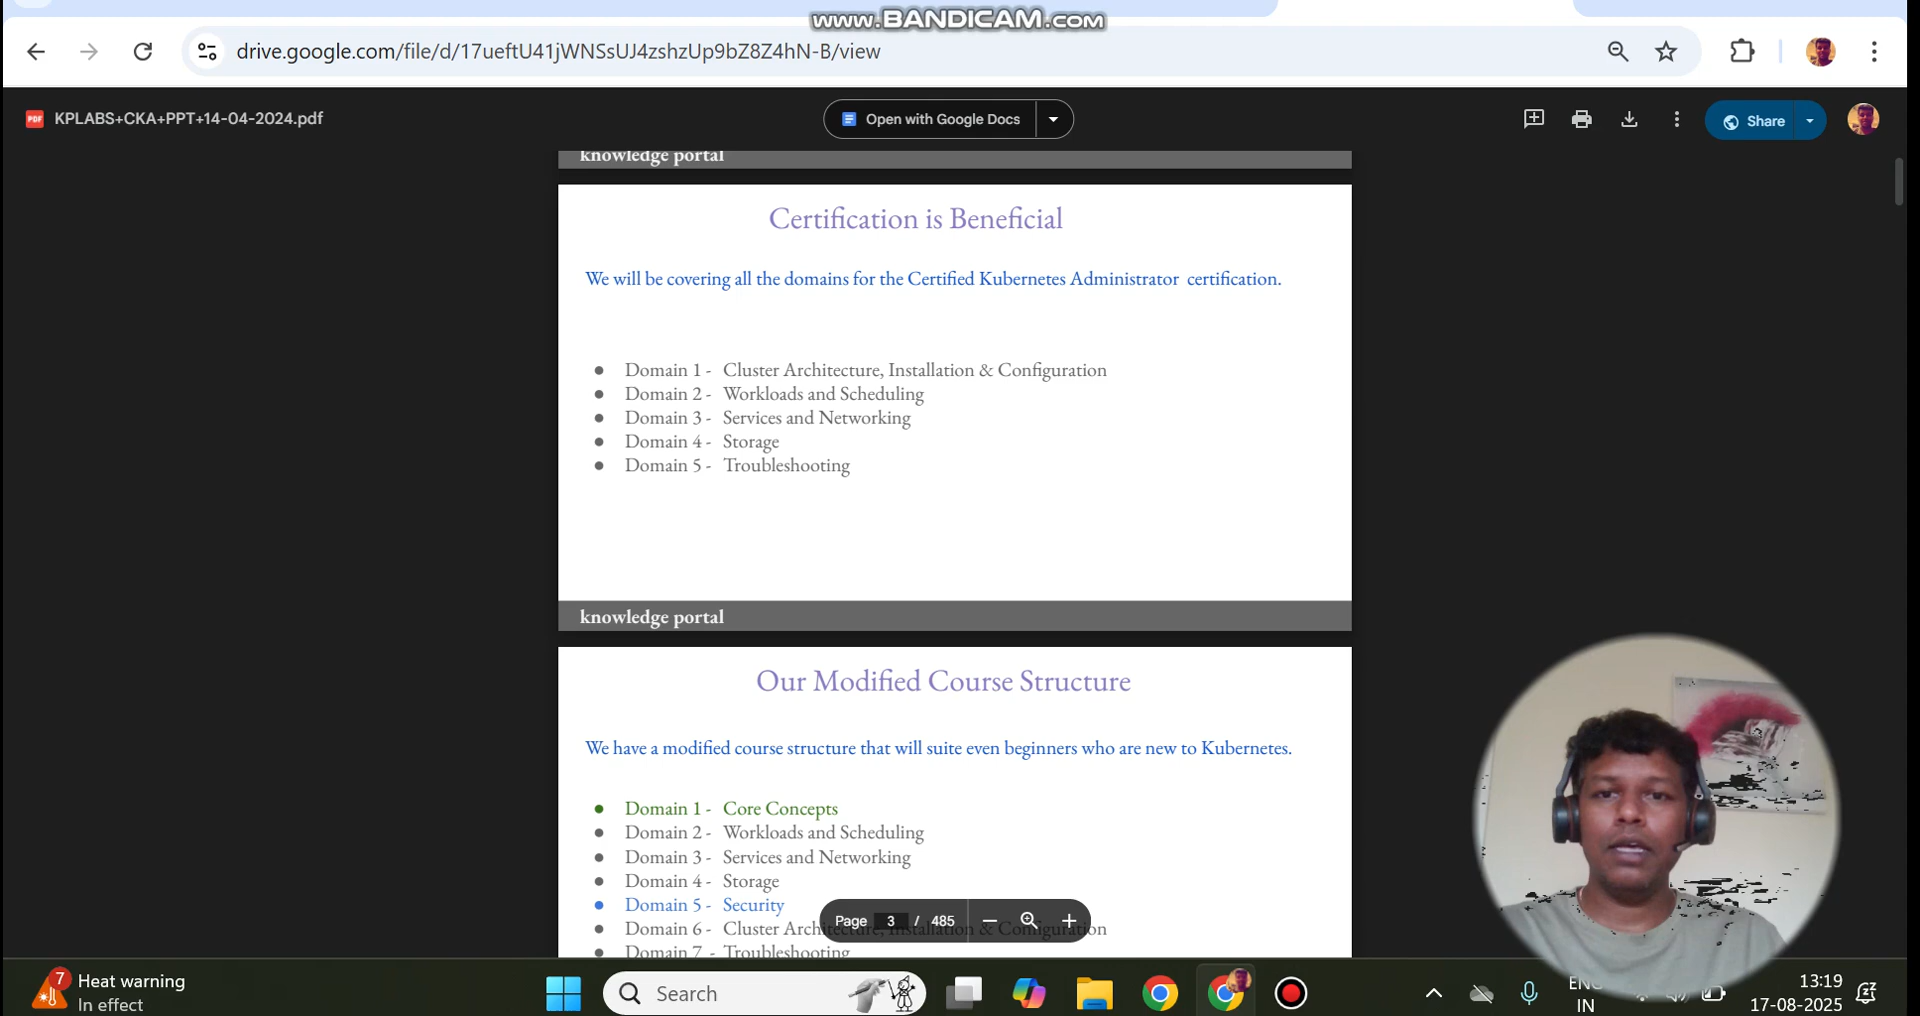 www.BANDICAM.com
drive.google.com/file/d/17ueftU41jWNSsUJ4zshzUp9bZ8Z4hN-B/view
PDF KPLABS+CKA+PPT+14-04-2024.pdf
Open with Google Docs
Share
knowledge portal
Certification is Beneficial
We will be covering all the domains for the Certified Kubernetes Administrator certification.
● Domain 1 - Cluster Architecture, Installation & Configuration
● Domain 2 - Workloads and Scheduling
● Domain 3 - Services and Networking
● Domain 4 - Storage
● Domain 5 - Troubleshooting
knowledge portal
Our Modified Course Structure
We have a modified course structure that will suite even beginners who are new to Kubernetes.
● Domain 1 - Core Concepts
● Domain 2 - Workloads and Scheduling
● Domain 3 - Services and Networking
● Domain 4 - Storage
● Domain 5 - Security
● Domain 6 - Cluster Architecture, Installation & Configuration
● Domain 7 - Troubleshooting
Page 3 / 485
7
Heat warning
In effect
Search
ENG
IN
13:19
17-08-2025